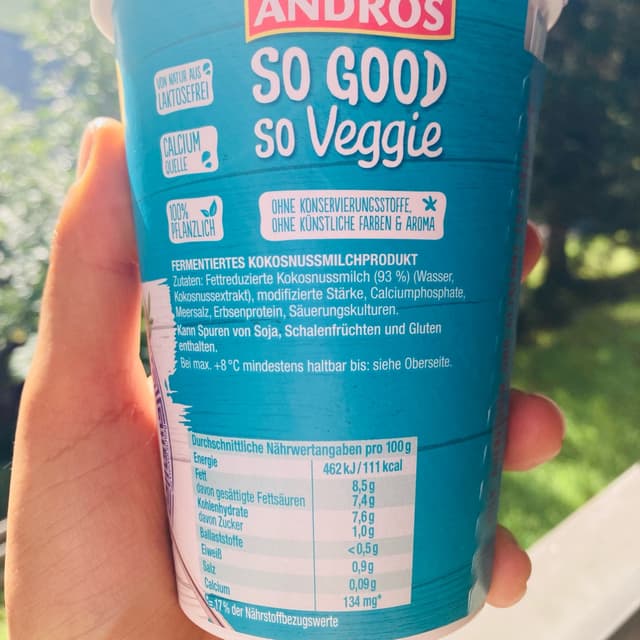 ANDROS
SO GOOD
so Veggie
VON NATUR AUS
LAKTOSEFREI
CALCIUM
QUELLE
100%
PFLANZLICH
OHNE KONSERVIERUNGSSTOFFE,
OHNE KÜNSTLICHE FARBEN & AROMA
FERMENTIERTES KOKOSNUSSMILCHPRODUKT
Zutaten: Fettreduzierte Kokosnussmilch (93 %) (Wasser,
Kokosnussextrakt), modifizierte Stärke, Calciumphosphate,
Meersalz, Erbsenprotein, Säuerungskulturen.
Kann Spuren von Soja, Schalenfrüchten und Gluten
enthalten.
Bei max. +8°C mindestens haltbar bis: siehe Oberseite.
Durchschnittliche Nährwertangaben pro 100g
Energie 462 kJ/111 kcal
Fett 8,5g
davon gesättigte Fettsäuren 7,4g
Kohlenhydrate 7,6g
davon Zucker 1,0g
Ballaststoffe <0,5g
Eiweiß 0,9g
Salz 0,09g
Calcium 134 mg*
*=17% der Nährstoffbezugswerte